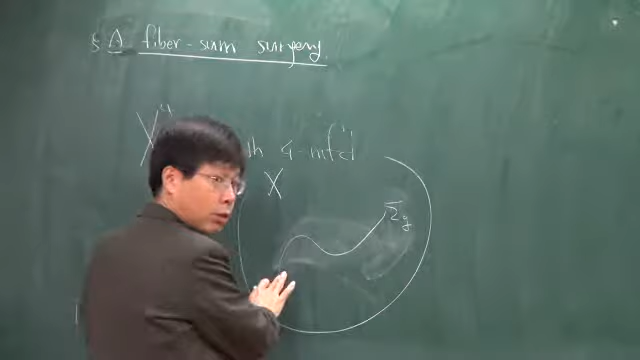 § A fiber-sum surgery.
X⁴ th 4-mfd
X
Σg